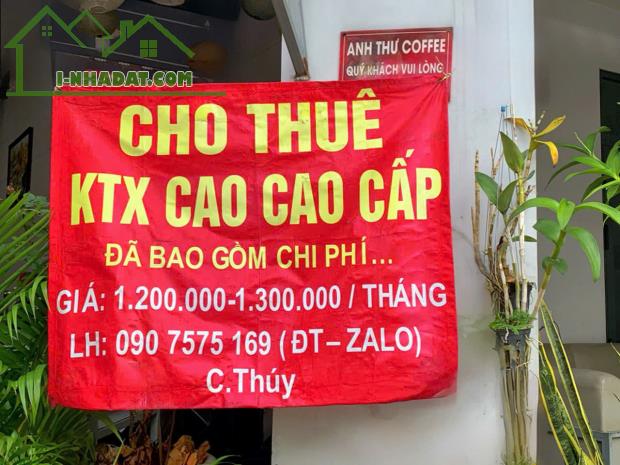 I-NHADAT.COM
ANH THƯ COFFEE
QUÝ KHÁCH VUI LÒNG
CHO THUÊ
KTX CAO CAO CẤP
ĐÃ BAO GỒM CHI PHÍ...
GIÁ: 1.200.000-1.300.000 / THÁNG
LH: 090 7575 169 ( ĐT – ZALO)
C.Thúy